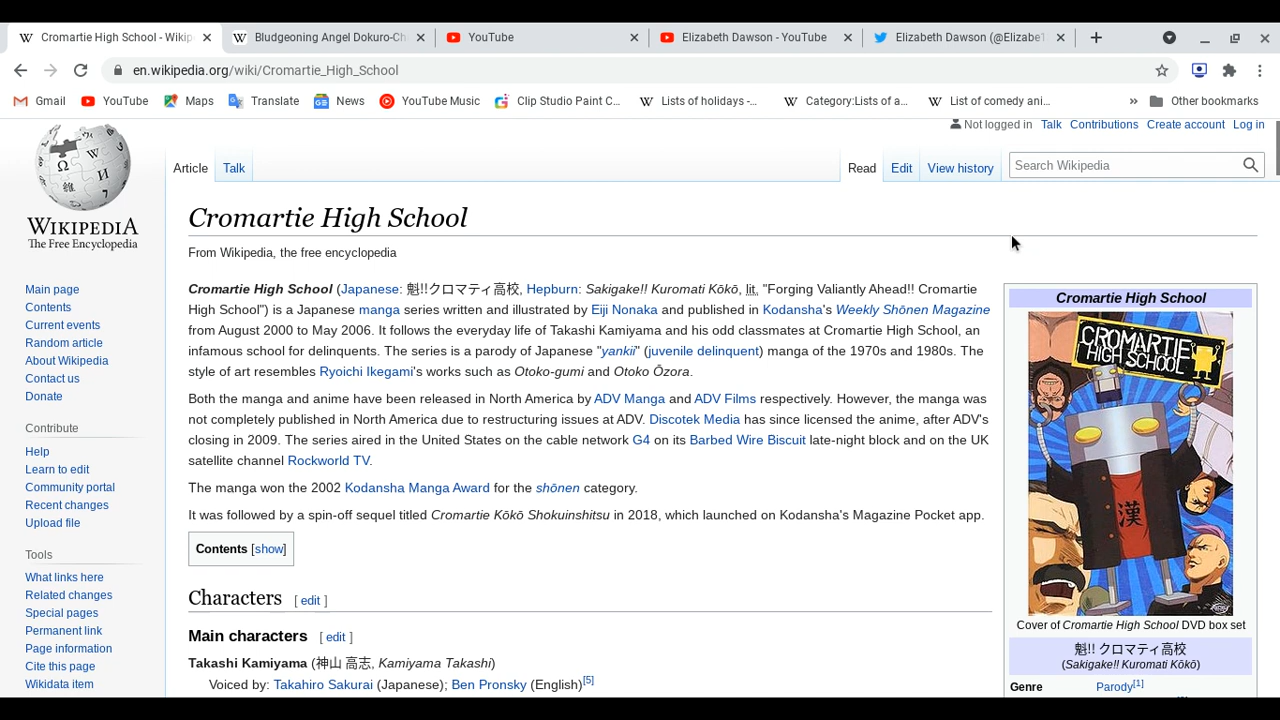 Cromartie High School - Wikip
Bludgeoning Angel Dokuro-Ch
YouTube
Elizabeth Dawson - YouTube
Elizabeth Dawson (@Elizabe
en.wikipedia.org/wiki/Cromartie_High_School
Gmail
YouTube
Maps
Translate
News
YouTube Music
Clip Studio Paint C...
Lists of holidays -...
Category:Lists of a...
List of comedy ani...
»
Other bookmarks
WIKIPEDIA
The Free Encyclopedia
Not logged in Talk Contributions Create account Log in
Article Talk
Read Edit View history
Search Wikipedia
Main page
Contents
Current events
Random article
About Wikipedia
Contact us
Donate
Contribute
Help
Learn to edit
Community portal
Recent changes
Upload file
Tools
What links here
Related changes
Special pages
Permanent link
Page information
Cite this page
Wikidata item
Cromartie High School
From Wikipedia, the free encyclopedia
Cromartie High School (Japanese: 魁!!クロマティ高校, Hepburn: Sakigake!! Kuromati Kōkō, lit. "Forging Valiantly Ahead!! Cromartie
High School") is a Japanese manga series written and illustrated by Eiji Nonaka and published in Kodansha's Weekly Shōnen Magazine
from August 2000 to May 2006. It follows the everyday life of Takashi Kamiyama and his odd classmates at Cromartie High School, an
infamous school for delinquents. The series is a parody of Japanese "yankii" (juvenile delinquent) manga of the 1970s and 1980s. The
style of art resembles Ryoichi Ikegami's works such as Otoko-gumi and Otoko Ōzora.
Both the manga and anime have been released in North America by ADV Manga and ADV Films respectively. However, the manga was
not completely published in North America due to restructuring issues at ADV. Discotek Media has since licensed the anime, after ADV's
closing in 2009. The series aired in the United States on the cable network G4 on its Barbed Wire Biscuit late-night block and on the UK
satellite channel Rockworld TV.
The manga won the 2002 Kodansha Manga Award for the shōnen category.
It was followed by a spin-off sequel titled Cromartie Kōkō Shokuinshitsu in 2018, which launched on Kodansha's Magazine Pocket app.
Contents [show]
Characters [ edit ]
Main characters [ edit ]
Takashi Kamiyama (神山 高志, Kamiyama Takashi)
Voiced by: Takahiro Sakurai (Japanese); Ben Pronsky (English)[5]
Cromartie High School
CROMARTIE
HIGH SCHOOL
漢
Cover of Cromartie High School DVD box set
魁!! クロマティ高校
(Sakigake!! Kuromati Kōkō)
Genre Parody[1]